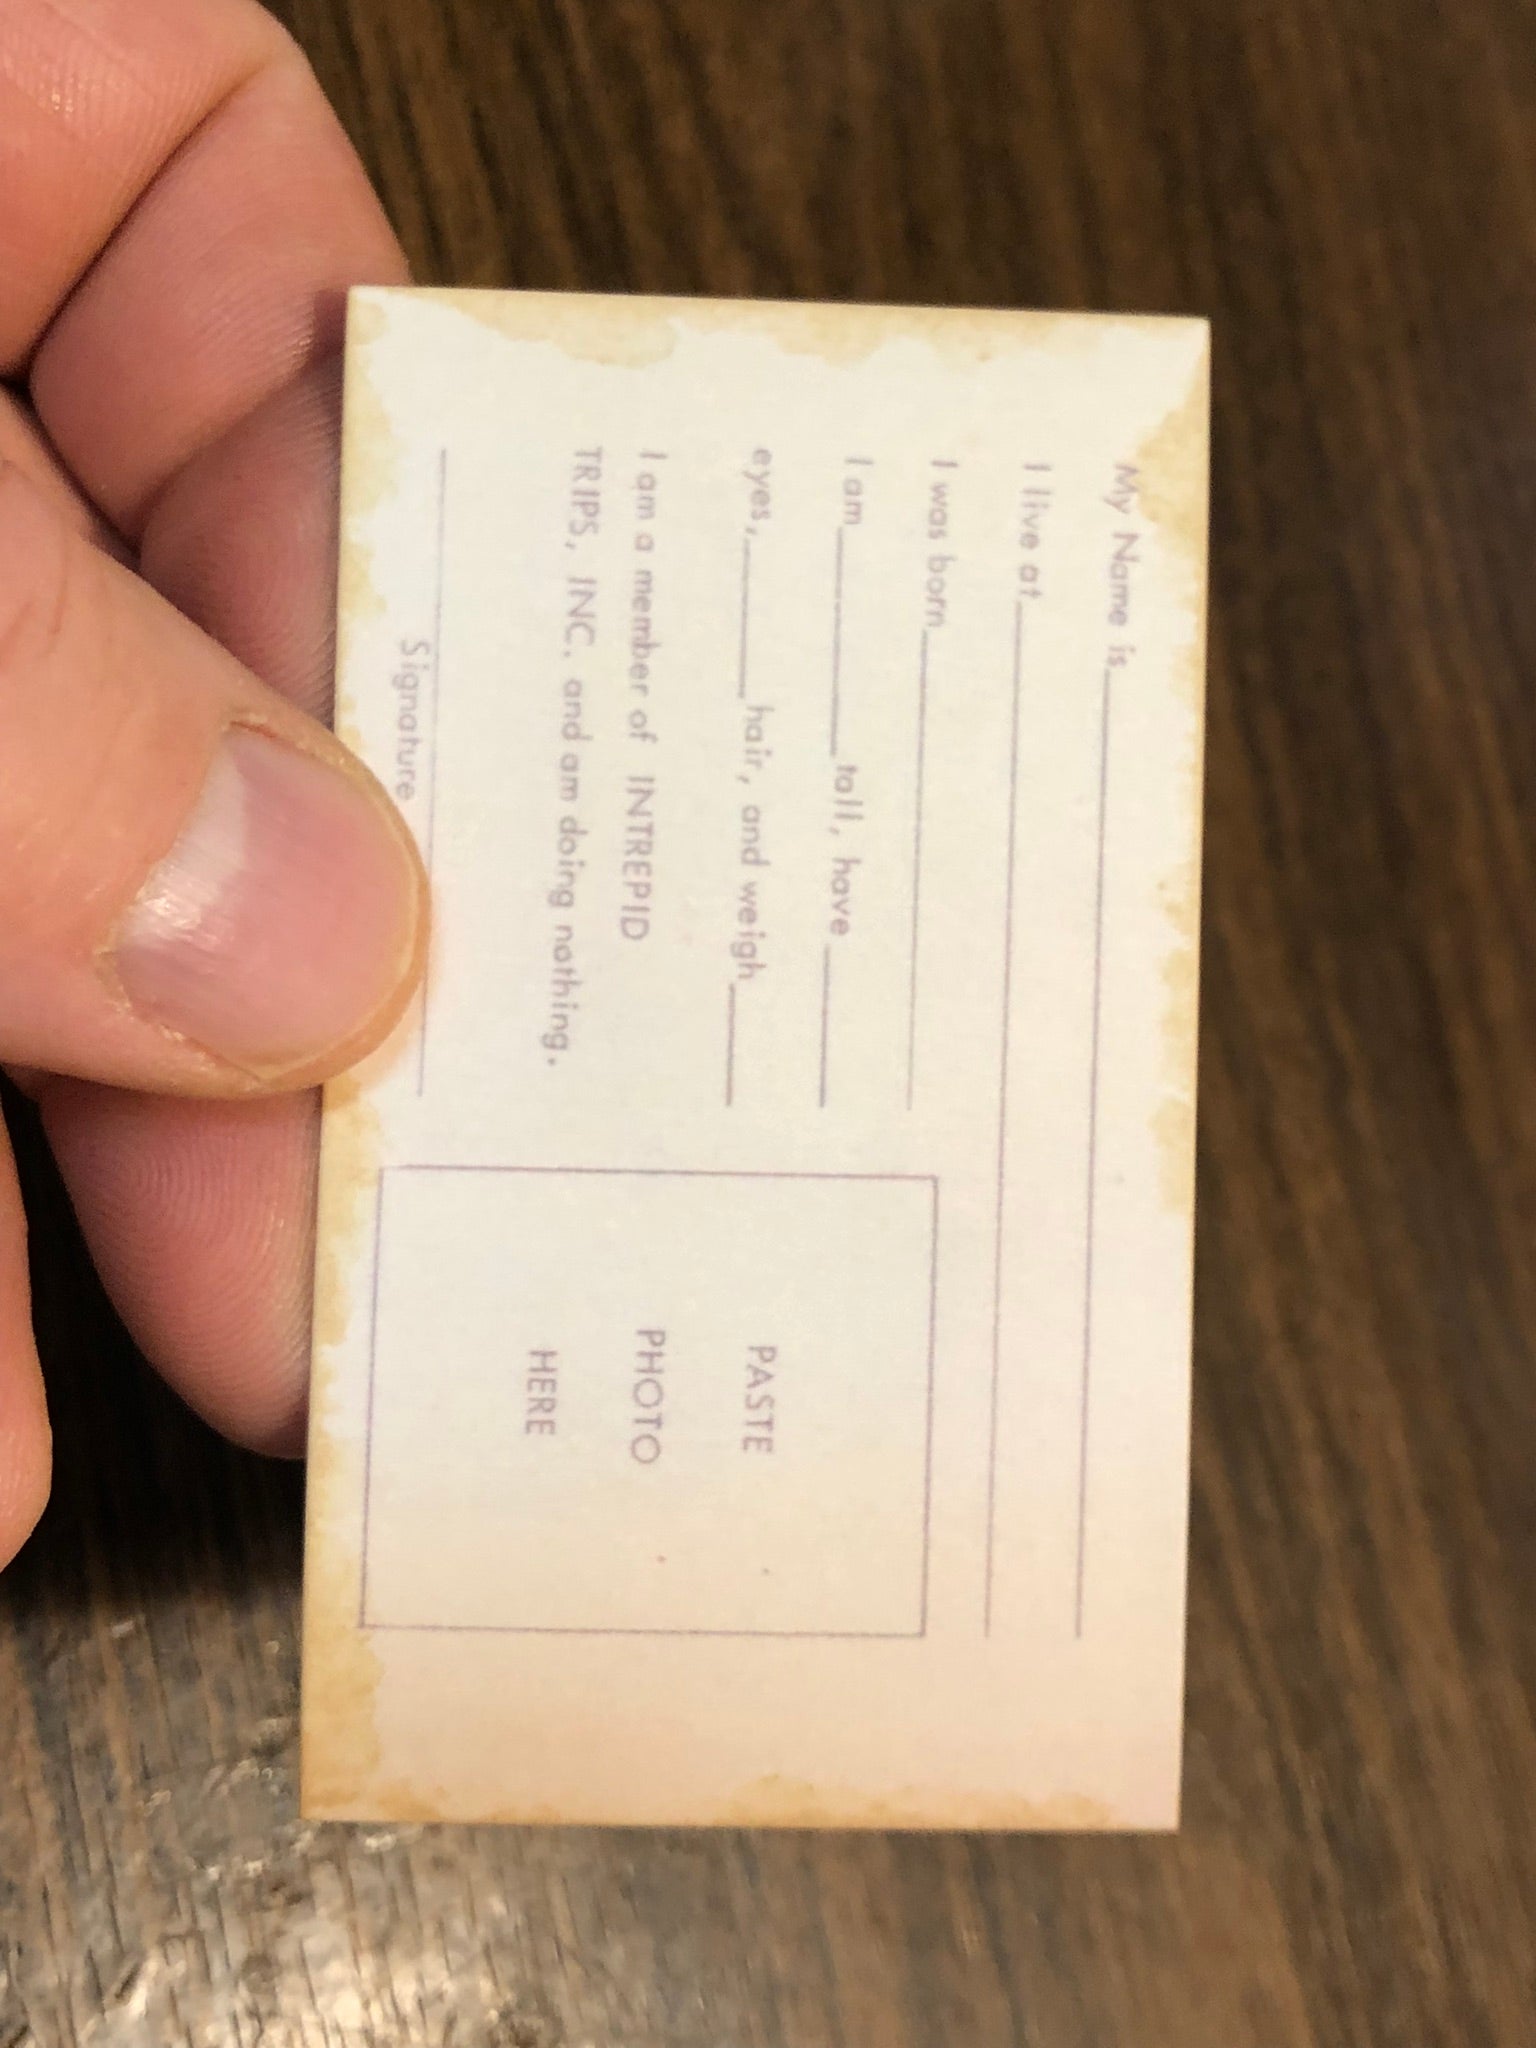 My Name is
I live at
I was born
I am tall, have
eyes, hair, and weigh
I am a member of INTREPID
TRIPS, INC. and am doing nothing.
Signature
PASTE
PHOTO
HERE